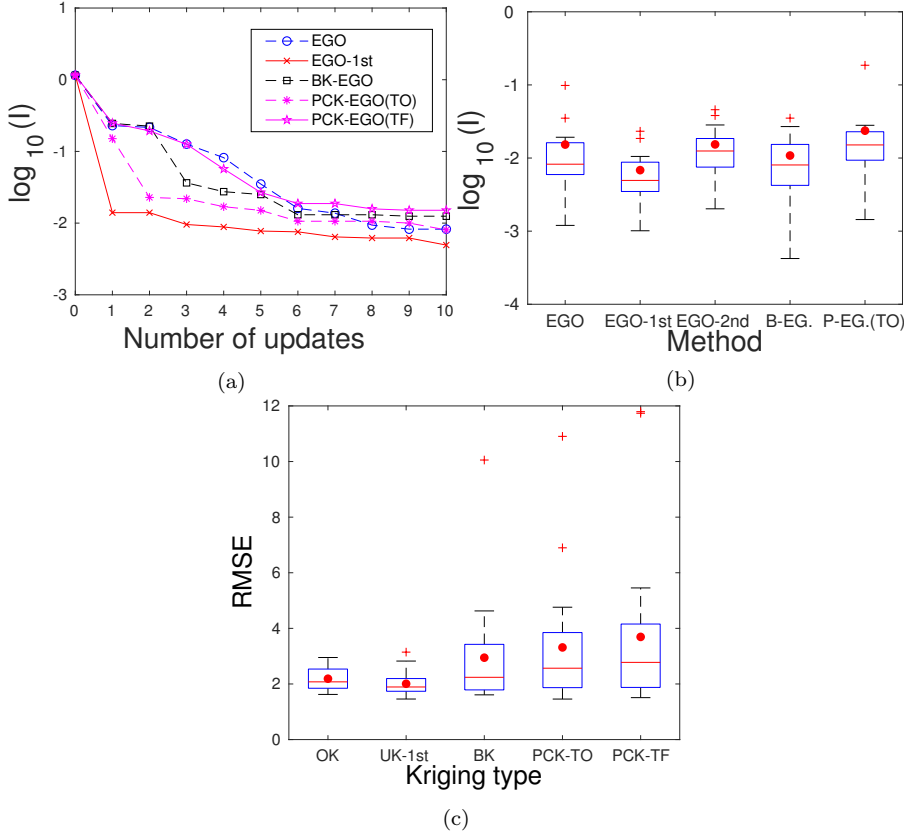 1
0
-1
-2
-3
log 10 (I)
0 1 2 3 4 5 6 7 8 9 10
Number of updates
EGO
EGO-1st
BK-EGO
PCK-EGO(TO)
PCK-EGO(TF)
(a)
0
-1
-2
-3
-4
log 10 (I)
EGO EGO-1st EGO-2nd B-EG. P-EG.(TO)
Method
(b)
12
10
8
6
4
2
0
RMSE
OK UK-1st BK PCK-TO PCK-TF
Kriging type
(c)